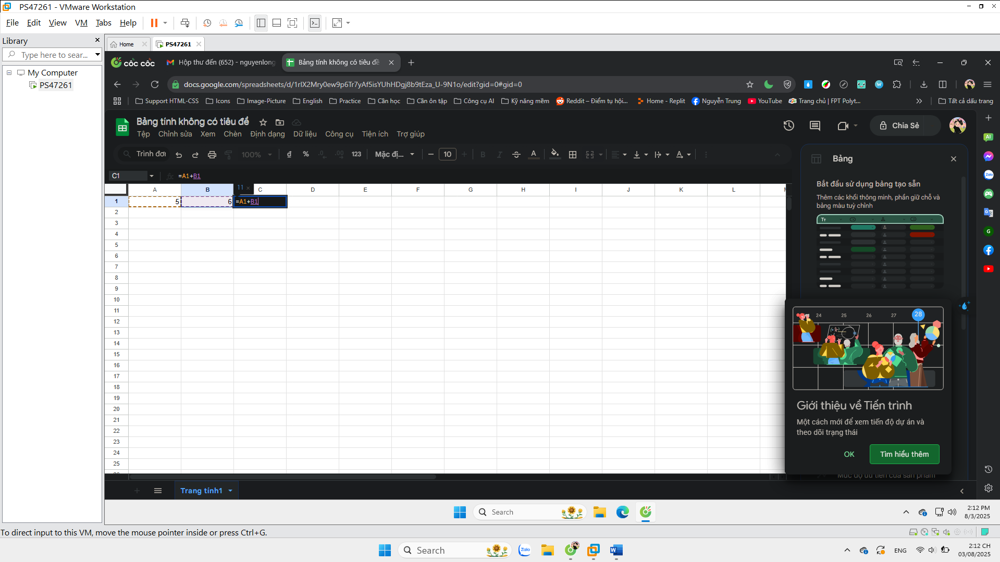 PS47261 - VMware Workstation
File Edit View VM Tabs Help
Library
Type here to sear...
My Computer
PS47261
Home
PS47261
cốc cốc
Hộp thư đến (652) - nguyenlong
Bảng tính không có tiêu đề
docs.google.com/spreadsheets/d/1rIX2Mry0ew9p6Tr7yAf5isYUhHDgj8b9tEza_U-9N1o/edit?gid=0#gid=0
Support HTML-CSS Icons Image-Picture English Practice Cần học Cần ôn tập Công cụ AI Kỹ năng mềm Reddit – Điểm tụ hội... Home - Replit Nguyễn Trung YouTube Trang chủ | FPT Polyt... Tất cả dấu trang
Bảng tính không có tiêu đề
Tệp Chỉnh sửa Xem Chèn Định dạng Dữ liệu Công cụ Tiện ích Trợ giúp
Chia Sẻ
Trình đơn 100% đ % .0 .00 123 Mặc đị... 10 B I S A
C1 fx =A1+B1
11 ×
A B C D E F G H I J K L
1 5 6 =A1+B1
2
3
4
5
6
7
8
9
10
11
12
13
14
15
16
17
18
19
20
21
22
23
24
25
Bảng
Bắt đầu sử dụng bảng tạo sẵn
Thêm các khối thông minh, phần giữ chỗ và
bảng màu tuỳ chỉnh
Tт
24 25 26 27 28
Giới thiệu về Tiến trình
Một cách mới để xem tiến độ dự án và
theo dõi trạng thái
OK
Tìm hiểu thêm
Mức độ ưu tiên của sản phẩm
AI
Zalo
G
Trang tính1
Search
2:12 PM
8/3/2025
To direct input to this VM, move the mouse pointer inside or press Ctrl+G.
Search
Zalo
ENG
2:12 CH
03/08/2025